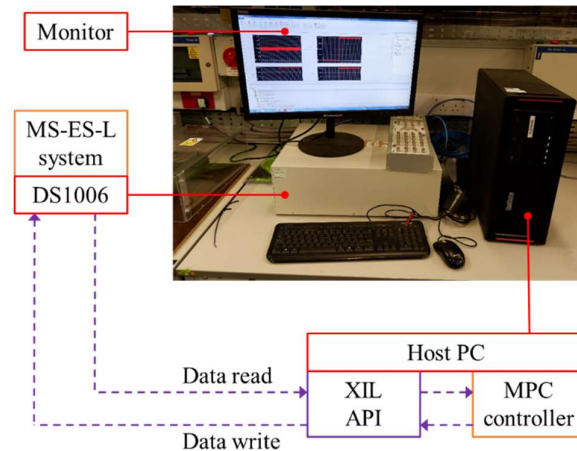 Monitor
MS-ES-L
system
DS1006
Host PC
Data read
XIL
API
MPC
controller
Data write